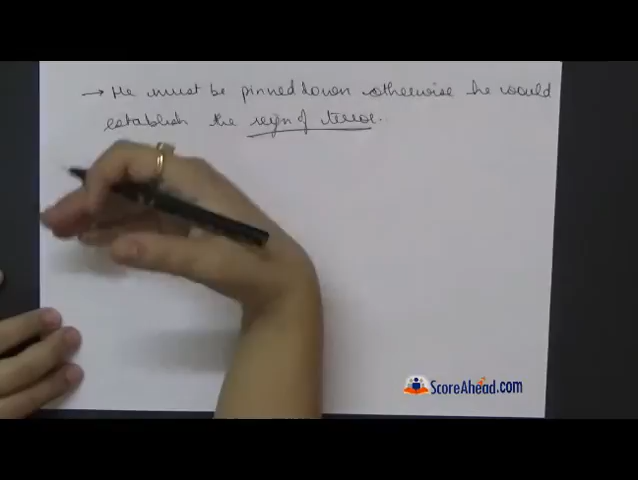 → He must be pinned down otherwise he would
establish the reign of terror.
ScoreAhead.com